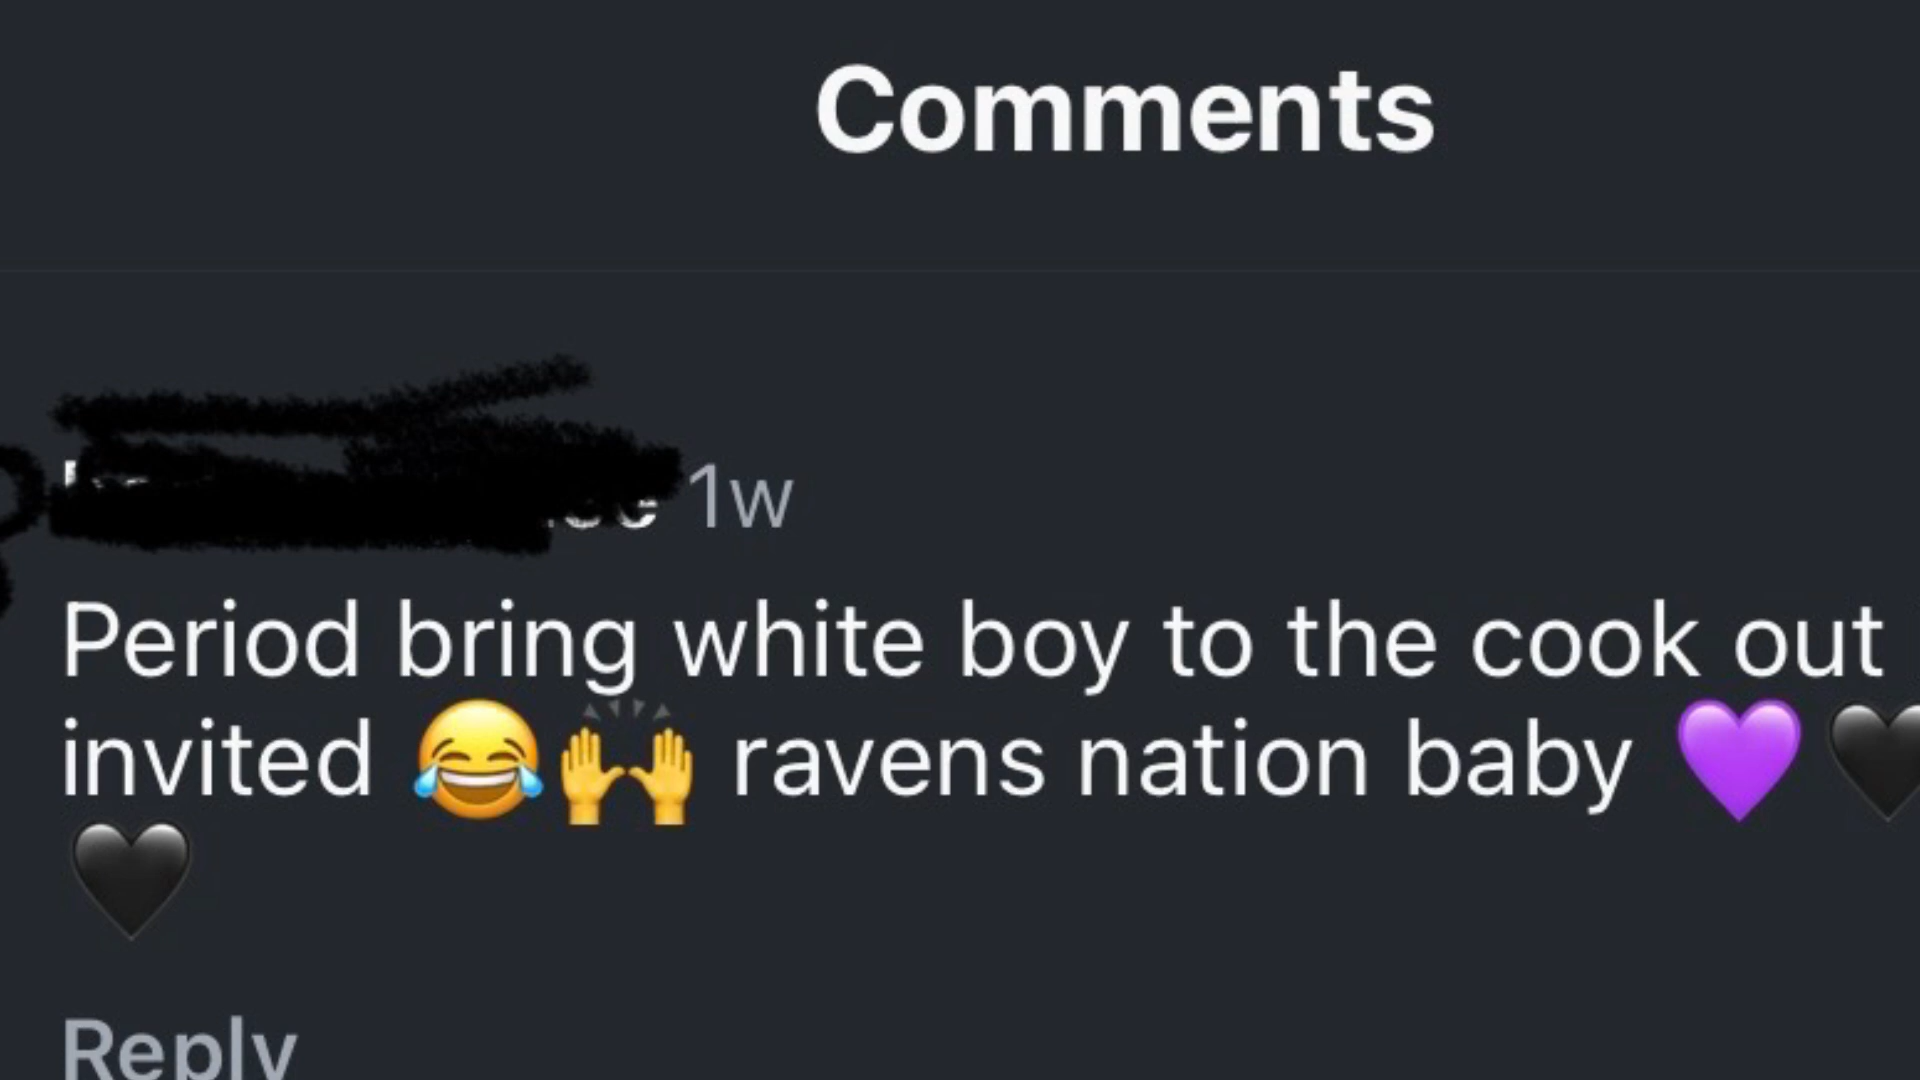 Comments
1w
Period bring white boy to the cook out
invited 😂🙌 ravens nation baby 💜🖤
🖤
Reply